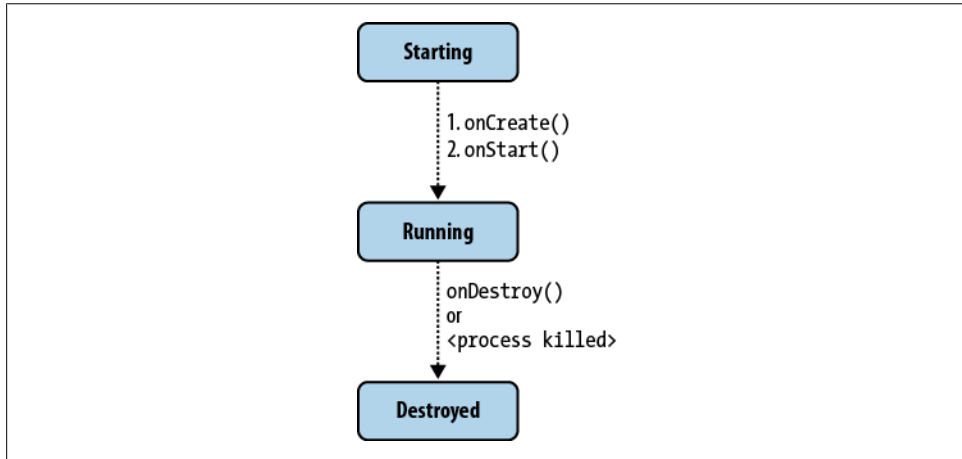 Starting
1. onCreate()
2. onStart()
Running
onDestroy()
or
<process killed>
Destroyed